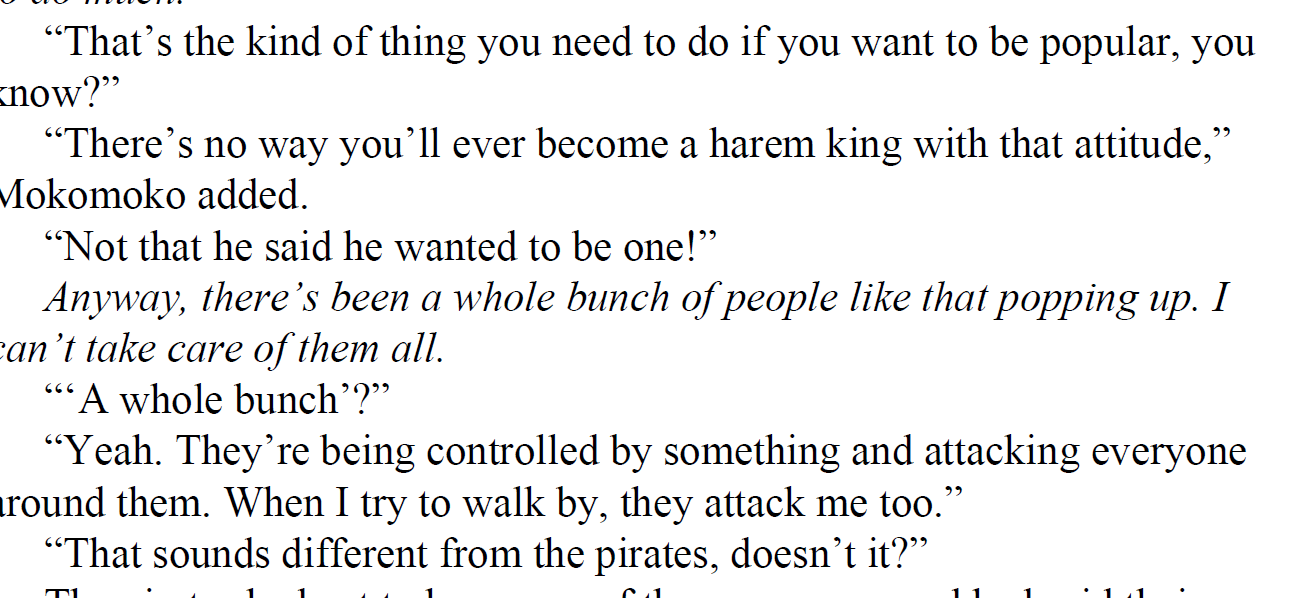 “That’s the kind of thing you need to do if you want to be popular, you
know?”
“There’s no way you’ll ever become a harem king with that attitude,”
Mokomoko added.
“Not that he said he wanted to be one!”
Anyway, there’s been a whole bunch of people like that popping up. I
can’t take care of them all.
“‘A whole bunch’?”
“Yeah. They’re being controlled by something and attacking everyone
around them. When I try to walk by, they attack me too.”
“That sounds different from the pirates, doesn’t it?”